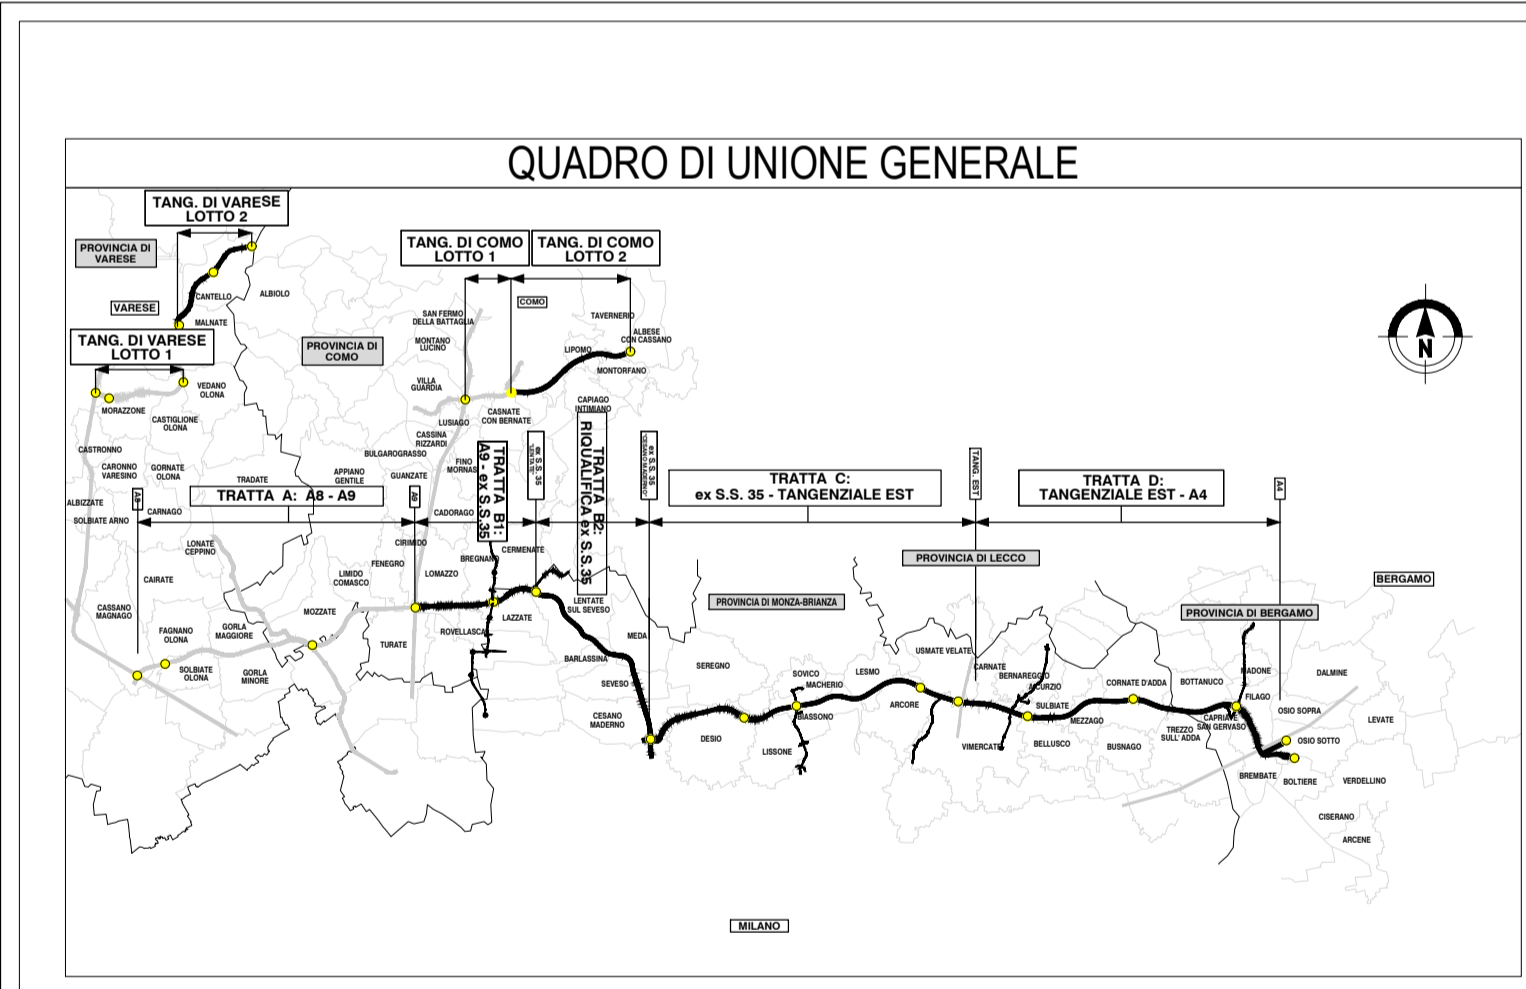 QUADRO DI UNIONE GENERALE
TANG. DI VARESE
LOTTO 2
PROVINCIA DI
VARESE
CANTELLO
ALBIOLO
VARESE
MALNATE
TANG. DI VARESE
LOTTO 1
PROVINCIA DI
COMO
TANG. DI COMO
LOTTO 1
TANG. DI COMO
LOTTO 2
COMO
SAN FERMO
DELLA BATTAGLIA
MONTANO
LUCINO
TAVERNERIO
ALBESE
CON CASSANO
LIPOMO
MONTORFANO
VILLA
GUARDIA
CAPIAGO
INTIMIANO
CASNATE
CON BERNATE
LUSIAGO
CASSINA
RIZZARDI
BULGAROGRASSO
FINO
MORNAS
GUANZATE
VEDANO
OLONA
MORAZZONE
CASTIGLIONE
OLONA
CASTRONNO
CARONNO
VARESINO
GORNATE
OLONA
TRADATE
APPIANO
GENTILE
ALBIZZATE
SOLBIATE ARNO
CARNAGO
A8
TRATTA A: A8 - A9
A9
TRATTA B1:
A9 - ex S.S.35
ex S.S. 35
"LENTATE"
TRATTA B2:
RIQUALIFICA ex S.S.35
ex S.S. 35
"CESANO MADERNO"
TRATTA C:
ex S.S. 35 - TANGENZIALE EST
TANG. EST
TRATTA D:
TANGENZIALE EST - A4
A4
N
CADORAGO
CIRIMIDO
CERMENATE
BREGNANO
LONATE
CEPPINO
FENEGRO
LIMIDO
COMASCO
LOMAZZO
CAIRATE
LENTATE
SUL SEVESO
PROVINCIA DI LECCO
BERGAMO
PROVINCIA DI MONZA-BRIANZA
PROVINCIA DI BERGAMO
CASSANO
MAGNAGO
MOZZATE
LAZZATE
FAGNANO
OLONA
GORLA
MAGGIORE
ROVELLASCA
TURATE
MEDA
BARLASSINA
SOLBIATE
OLONA
GORLA
MINORE
SEVESO
SEREGNO
SOVICO
MACHERIO
LESMO
USMATE VELATE
CARNATE
BERNAREGGIO
AICURZIO
CORNATE D'ADDA
BOTTANUCO
MADONE
DALMINE
FILAGO
CESANO
MADERNO
BIASSONO
ARCORE
SULBIATE
MEZZAGO
CAPRIATE
SAN GERVASO
OSIO SOPRA
LEVATE
DESIO
LISSONE
VIMERCATE
BELLUSCO
BUSNAGO
TREZZO
SULL' ADDA
OSIO SOTTO
BREMBATE
BOLTIERE
VERDELLINO
CISERANO
ARCENE
MILANO